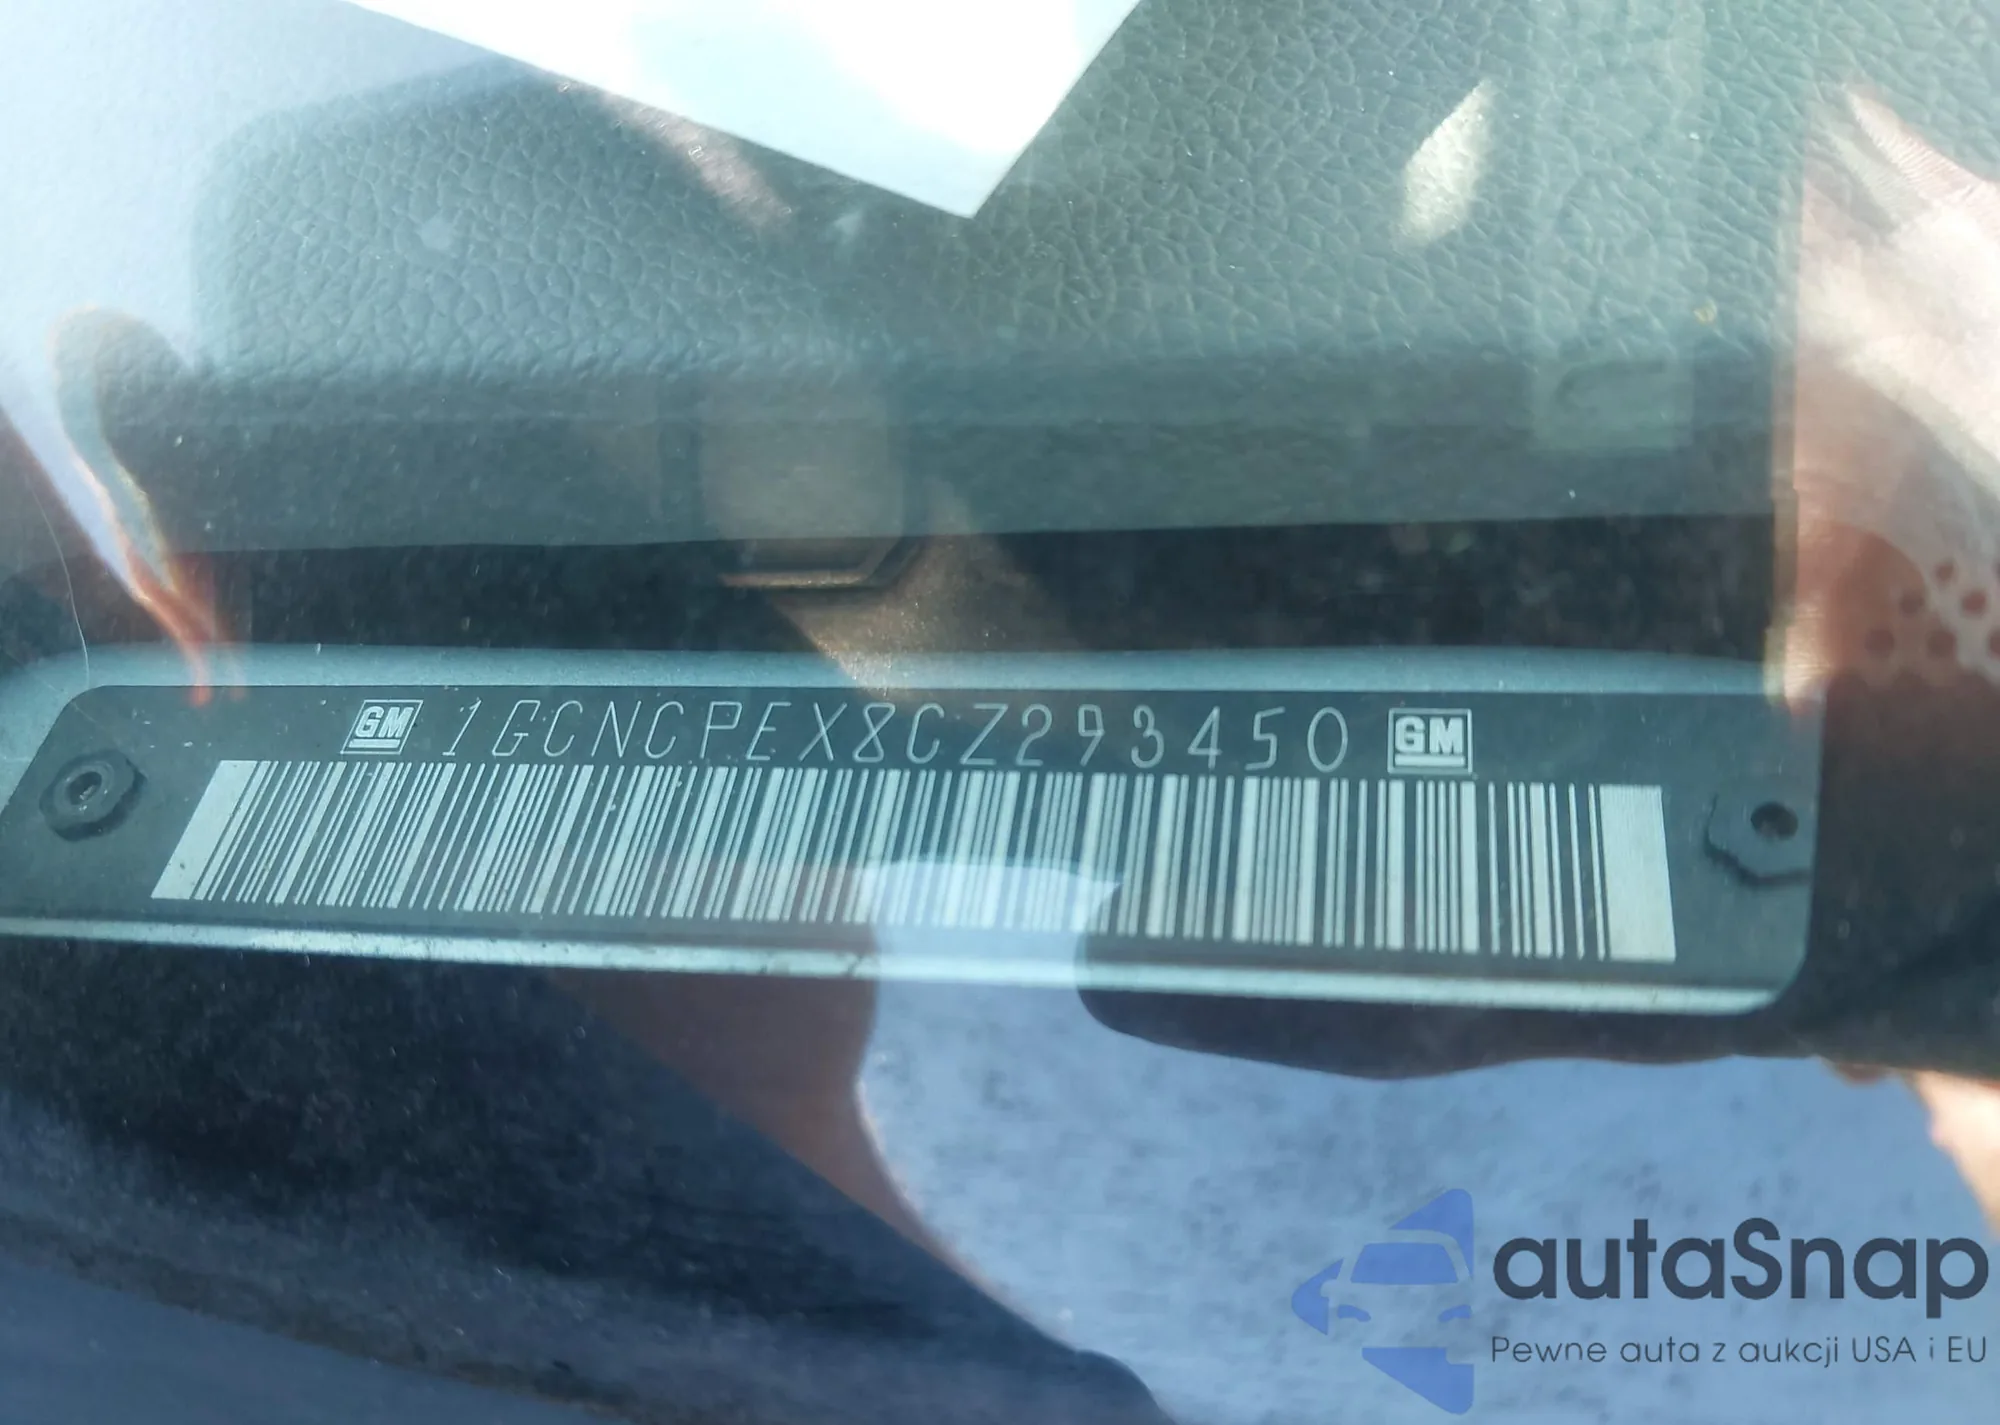 GM 1GCNCPEX8CZ293450 GM
autaSnap
Pewne auta z aukcji USA i EU